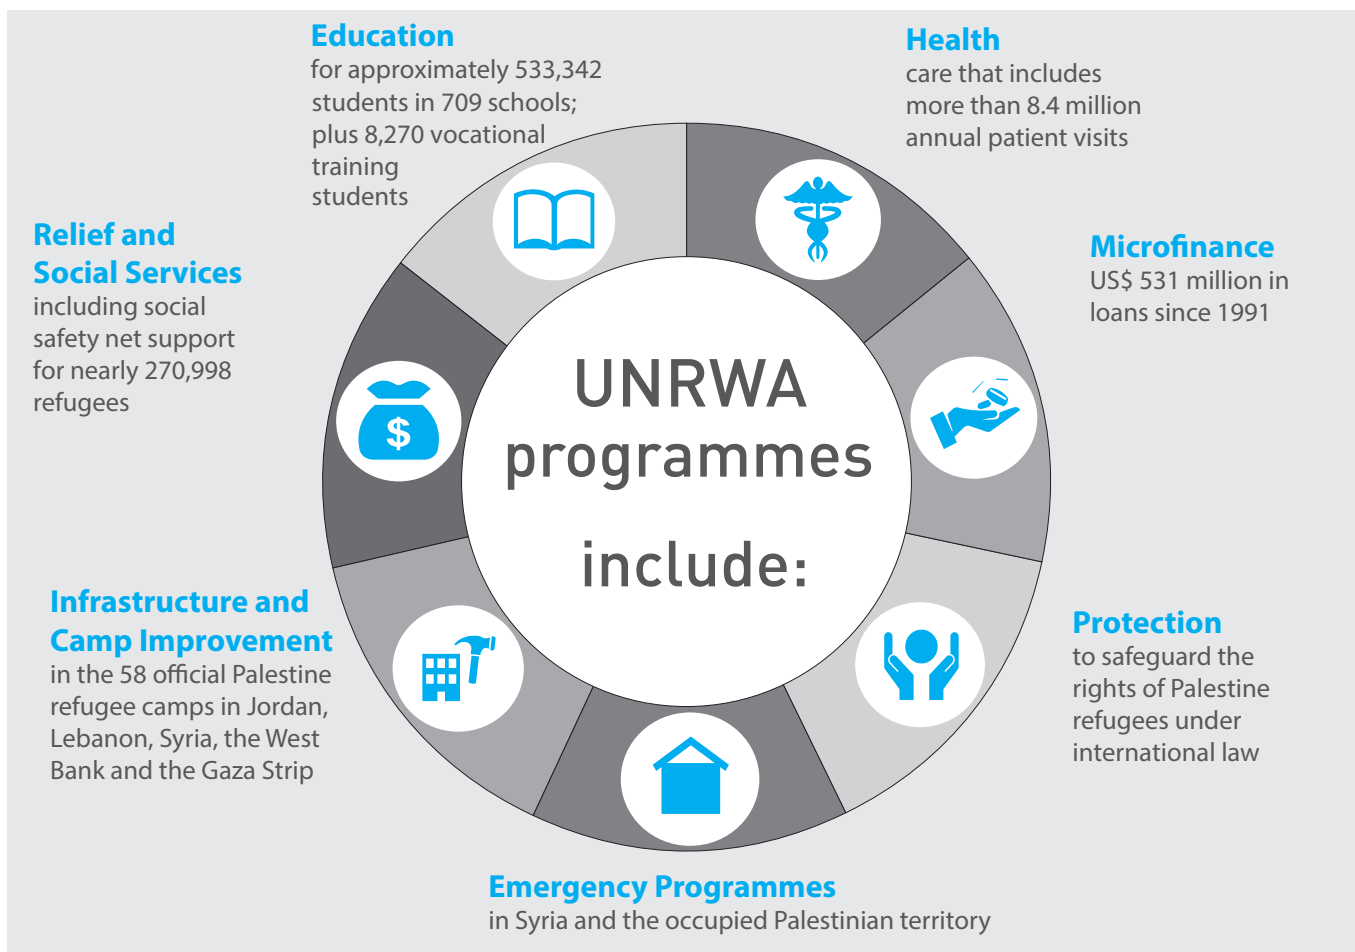 Education
for approximately 533,342
students in 709 schools;
plus 8,270 vocational
training
students
Health
care that includes
more than 8.4 million
annual patient visits
Relief and
Social Services
including social
safety net support
for nearly 270,998
refugees
$
Microfinance
US$ 531 million in
loans since 1991
UNRWA
programmes
include:
Infrastructure and
Camp Improvement
in the 58 official Palestine
refugee camps in Jordan,
Lebanon, Syria, the West
Bank and the Gaza Strip
Protection
to safeguard the
rights of Palestine
refugees under
international law
Emergency Programmes
in Syria and the occupied Palestinian territory